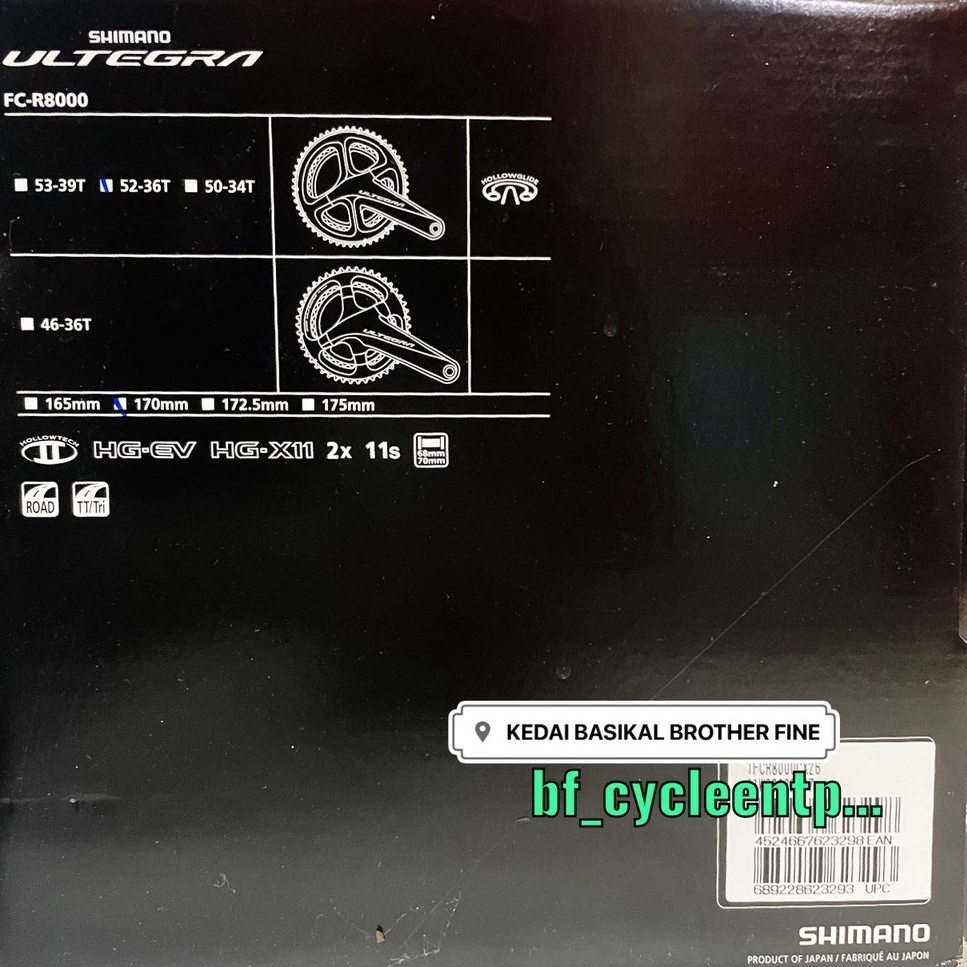 SHIMANO
ULTEGRA
FC-R8000
53-39T 52-36T 50-34T
ULTEGRA
HOLLOWGLIDE
46-36T
ULTEGRA
165mm 170mm 172.5mm 175mm
HOLLOWTECH
II HG-EV HG-X11 2x 11s 68mm
70mm
ROAD TT/Tri
KEDAI BASIKAL BROTHER FINE
bf_cycleentp...
4524667623298 EAN
689228623293 UPC
SHIMANO
PRODUCT OF JAPAN / FABRIQUÉ AU JAPON